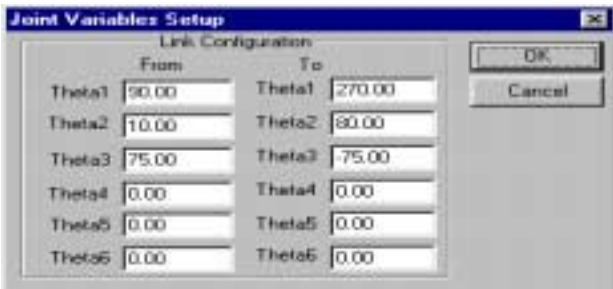 Joint Variables Setup
Link Configuration
From To
Theta1 90.00 Theta1 270.00
Theta2 10.00 Theta2 80.00
Theta3 75.00 Theta3 -75.00
Theta4 0.00 Theta4 0.00
Theta5 0.00 Theta5 0.00
Theta6 0.00 Theta6 0.00
OK
Cancel